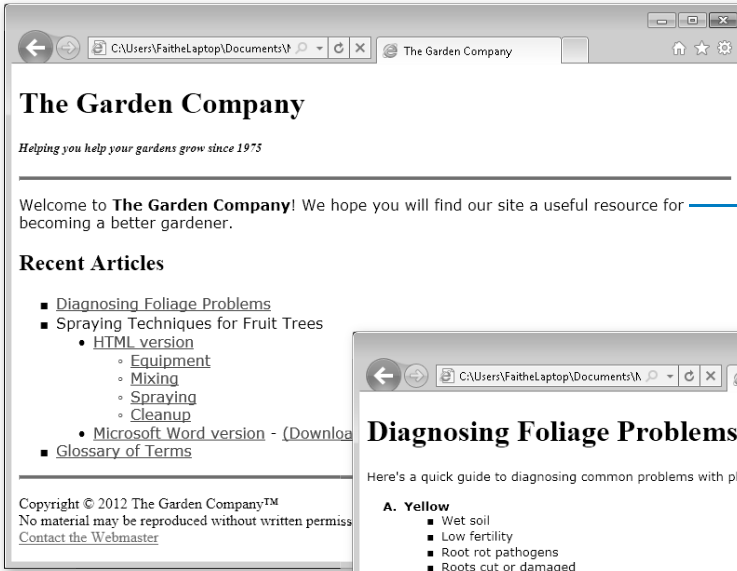 C:\Users\FaitheLaptop\Documents\
The Garden Company
The Garden Company
Helping you help your gardens grow since 1975
Welcome to The Garden Company! We hope you will find our site a useful resource for
becoming a better gardener.
Recent Articles
Diagnosing Foliage Problems
Spraying Techniques for Fruit Trees
HTML version
Equipment
Mixing
Spraying
Cleanup
Microsoft Word version - (Downloa
Glossary of Terms
Copyright © 2012 The Garden Company™
No material may be reproduced without written permiss
Contact the Webmaster
C:\Users\FaitheLaptop\Documents\
Diagnosing Foliage Problems
Here's a quick guide to diagnosing common problems with pl
A. Yellow
Wet soil
Low fertility
Root rot pathogens
Roots cut or damaged